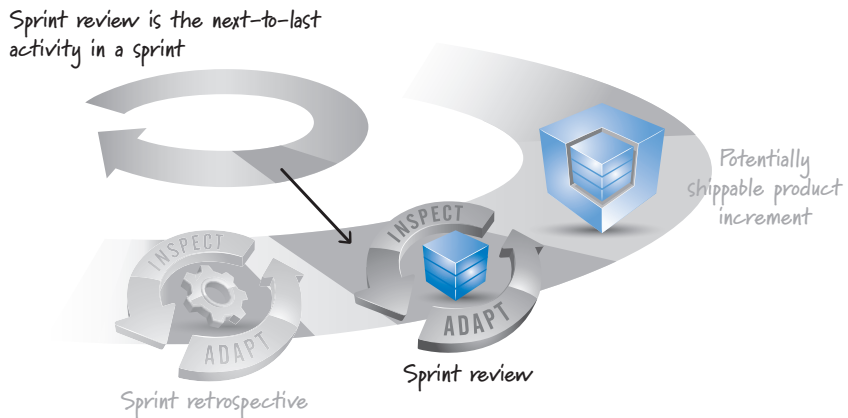 Sprint review is the next-to-last
activity in a sprint
Potentially
shippable product
increment
INSPECT
ADAPT
INSPECT
ADAPT
Sprint review
Sprint retrospective